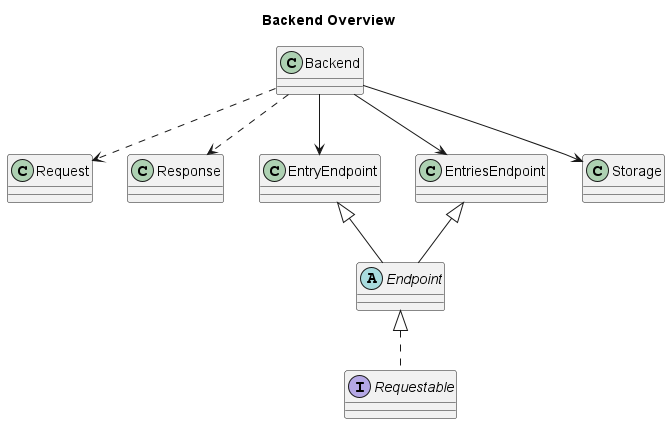 Backend Overview
C Backend
C Request
C Response
C EntryEndpoint
C EntriesEndpoint
C Storage
A Endpoint
I Requestable